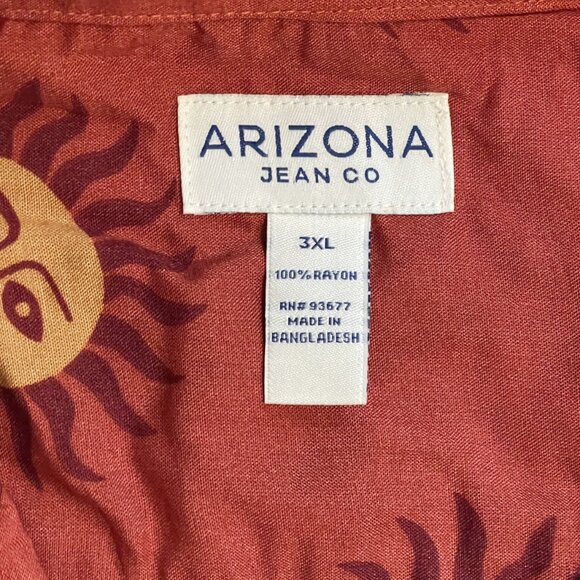 ARIZONA
JEAN CO
3XL
100% RAYON
RN# 93677
MADE IN
BANGLADESH